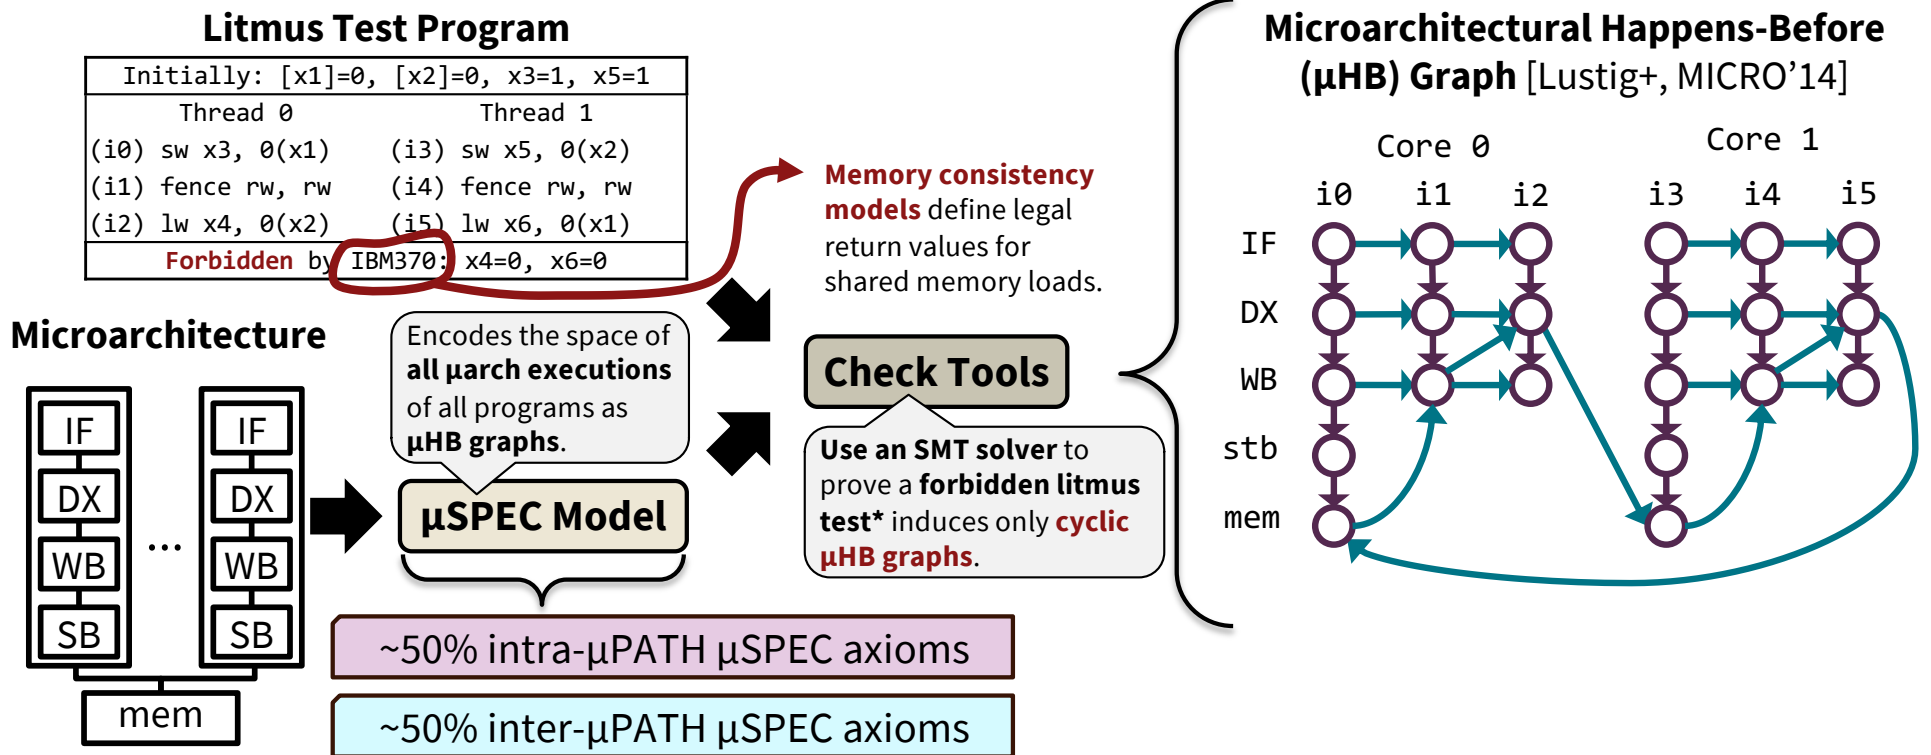 Litmus Test Program
Initially: [x1]=0, [x2]=0, x3=1, x5=1
Thread 0 Thread 1
(i0) sw x3, 0(x1) (i3) sw x5, 0(x2)
(i1) fence rw, rw (i4) fence rw, rw
(i2) lw x4, 0(x2) (i5) lw x6, 0(x1)
Forbidden by IBM370: x4=0, x6=0
Memory consistency
models define legal
return values for
shared memory loads.
Microarchitecture
IF IF
DX DX
WB ... WB
SB SB
mem
Encodes the space of
all μarch executions
of all programs as
μHB graphs.
μSPEC Model
~50% intra-μPATH μSPEC axioms
~50% inter-μPATH μSPEC axioms
Check Tools
Use an SMT solver to
prove a forbidden litmus
test* induces only cyclic
μHB graphs.
Microarchitectural Happens-Before
(μHB) Graph [Lustig+, MICRO’14]
Core 0 Core 1
i0 i1 i2 i3 i4 i5
IF
DX
WB
stb
mem